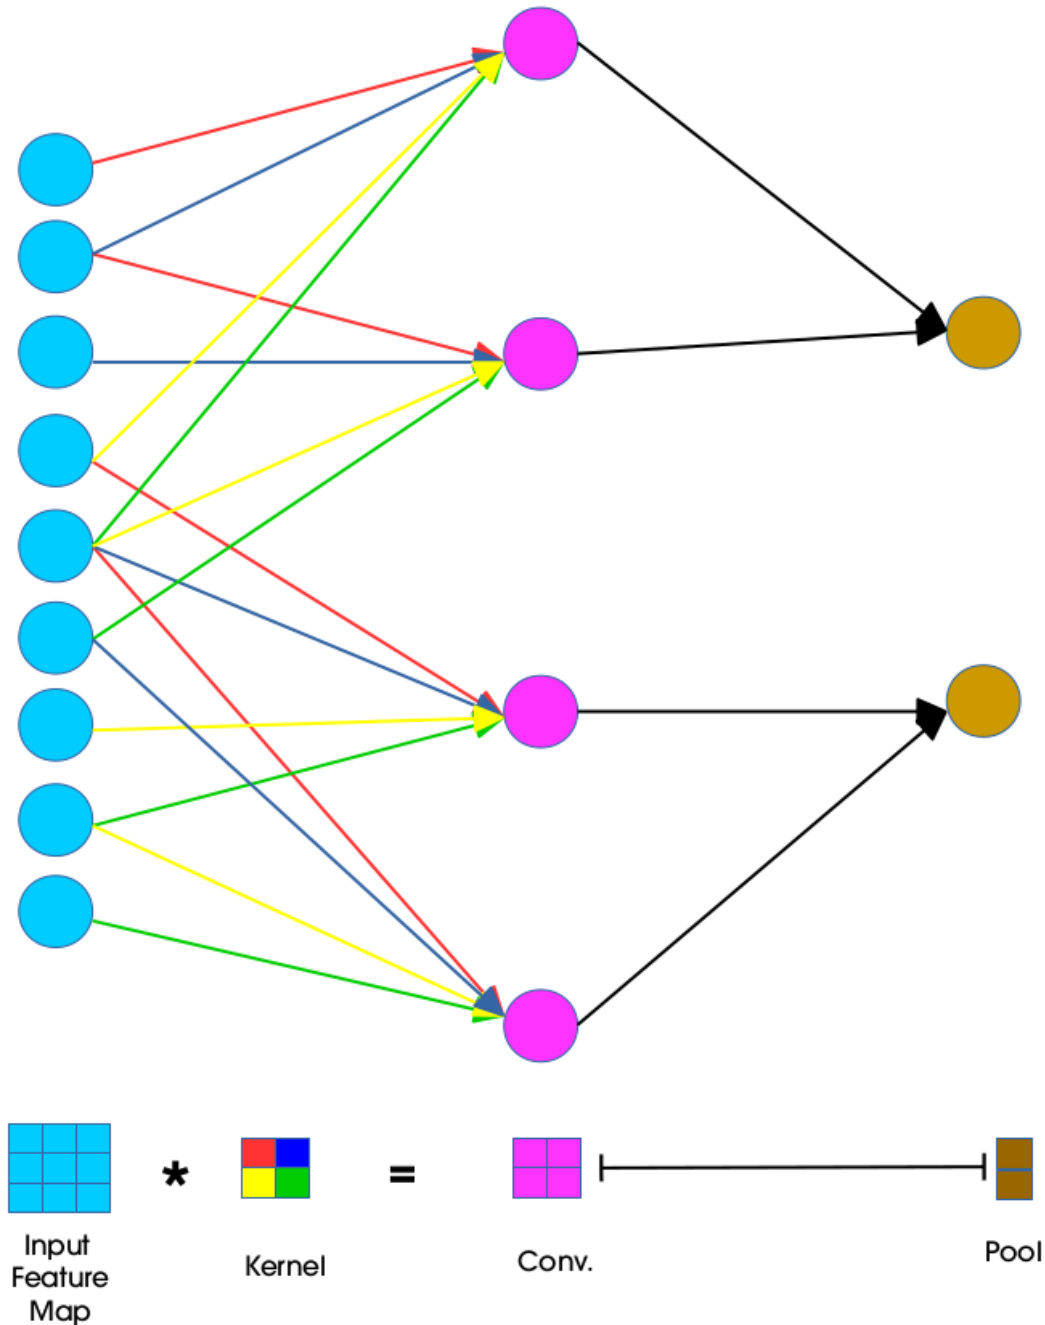 *
=
Input
Feature
Map
Kernel
Conv.
Pool